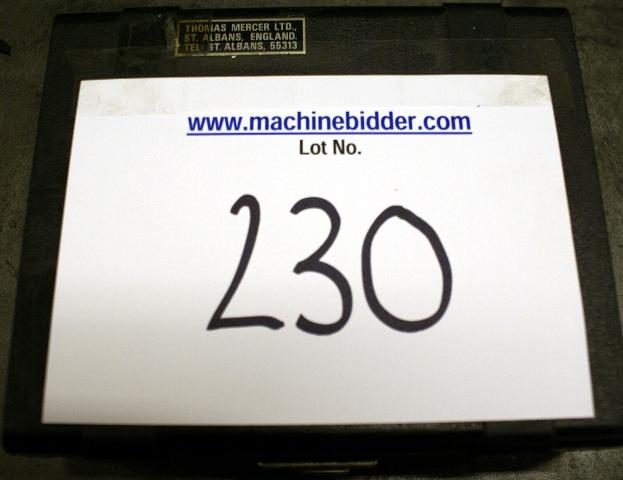 THOMAS MERCER LTD.,
ST. ALBANS, ENGLAND.
TEL. ST. ALBANS, 55313
www.machinebidder.com
Lot No.
230